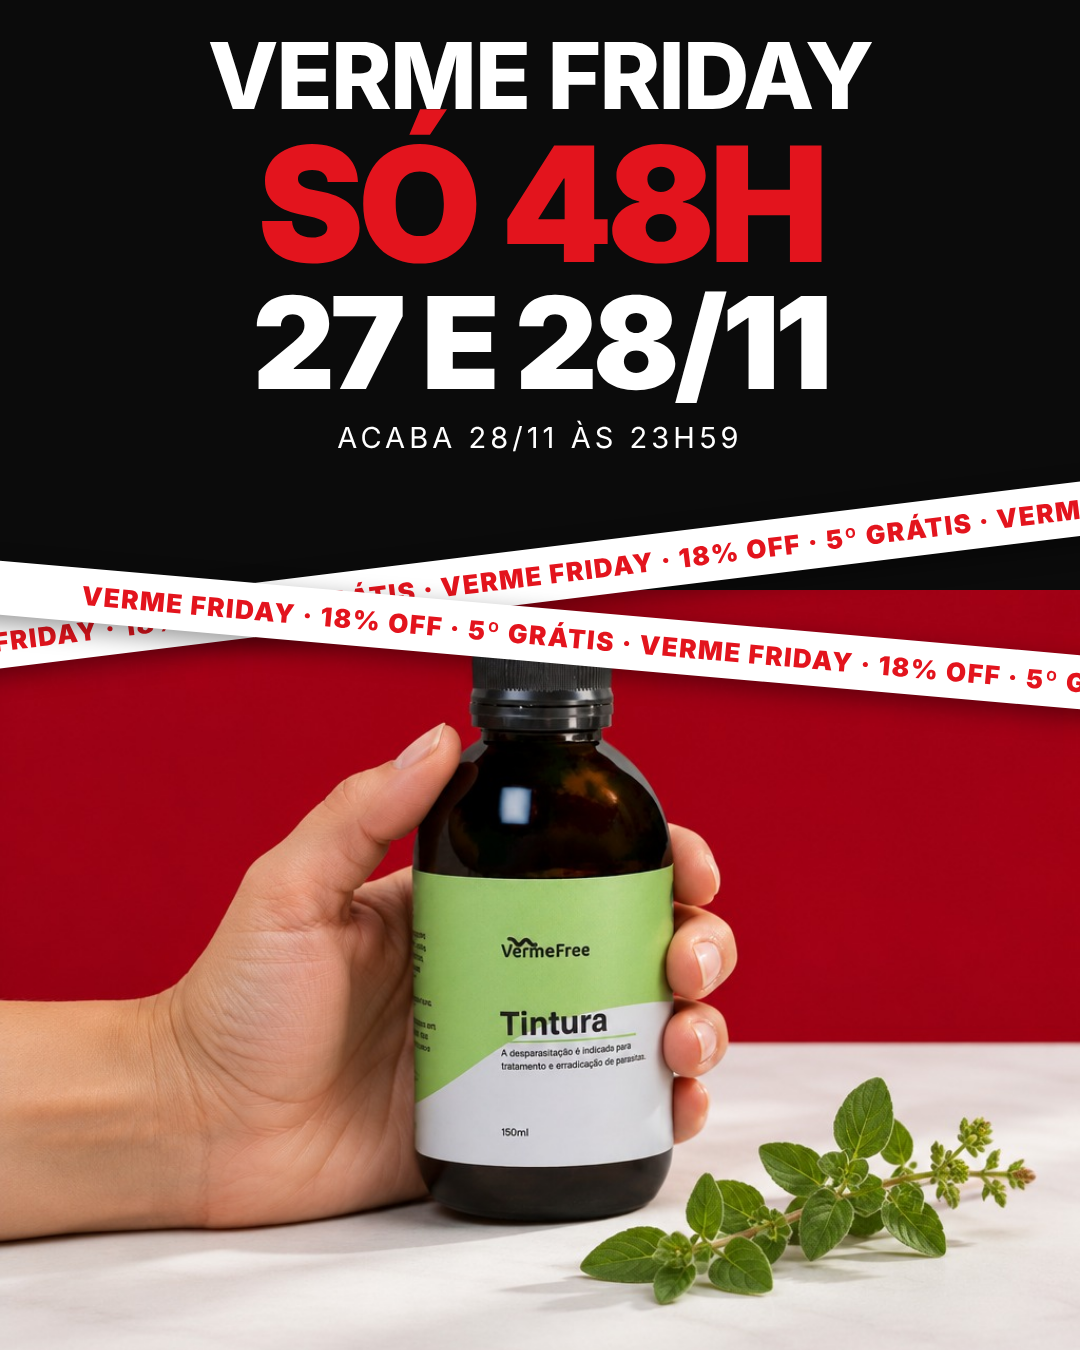 VERME FRIDAY
SÓ 48H
27 E 28/11
ACABA 28/11 ÀS 23H59
ÁTIS · VERME FRIDAY · 18% OFF · 5º GRÁTIS · VERM
VERME FRIDAY · 18% OFF · 5º GRÁTIS · VERME FRIDAY · 18% OFF · 5º G
FRIDAY ·
VermeFree
Tintura
A desparasitação é indicada para
tratamento e erradicação de parasitas.
150ml